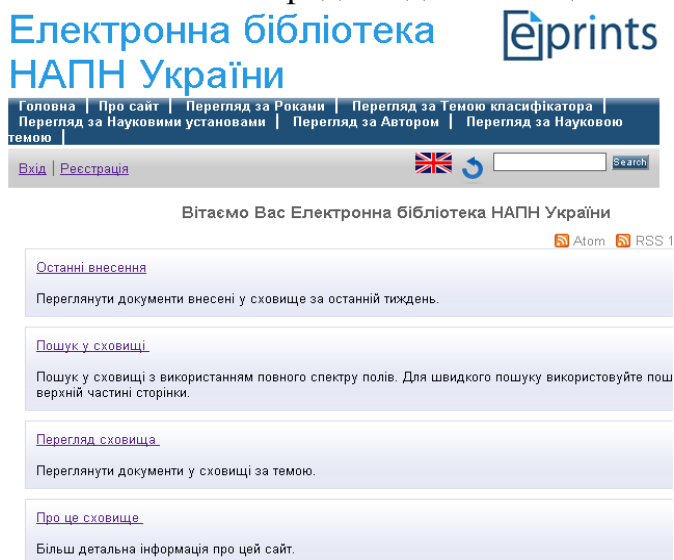 Електронна бібліотека
НАПН України
eprints
Головна | Про сайт | Перегляд за Роками | Перегляд за Темою класифікатора |
Перегляд за Науковими установами | Перегляд за Автором | Перегляд за Науковою
темою |
Вхід | Реєстрація
Search
Вітаємо Вас Електронна бібліотека НАПН України
Atom RSS 1
Останні внесення
Переглянути документи внесені у сховище за останній тиждень.
Пошук у сховищі
Пошук у сховищі з використанням повного спектру полів. Для швидкого пошуку використовуйте пош
верхній частині сторінки.
Перегляд сховища
Переглянути документи у сховищі за темою.
Про це сховище
Більш детальна інформація про цей сайт.